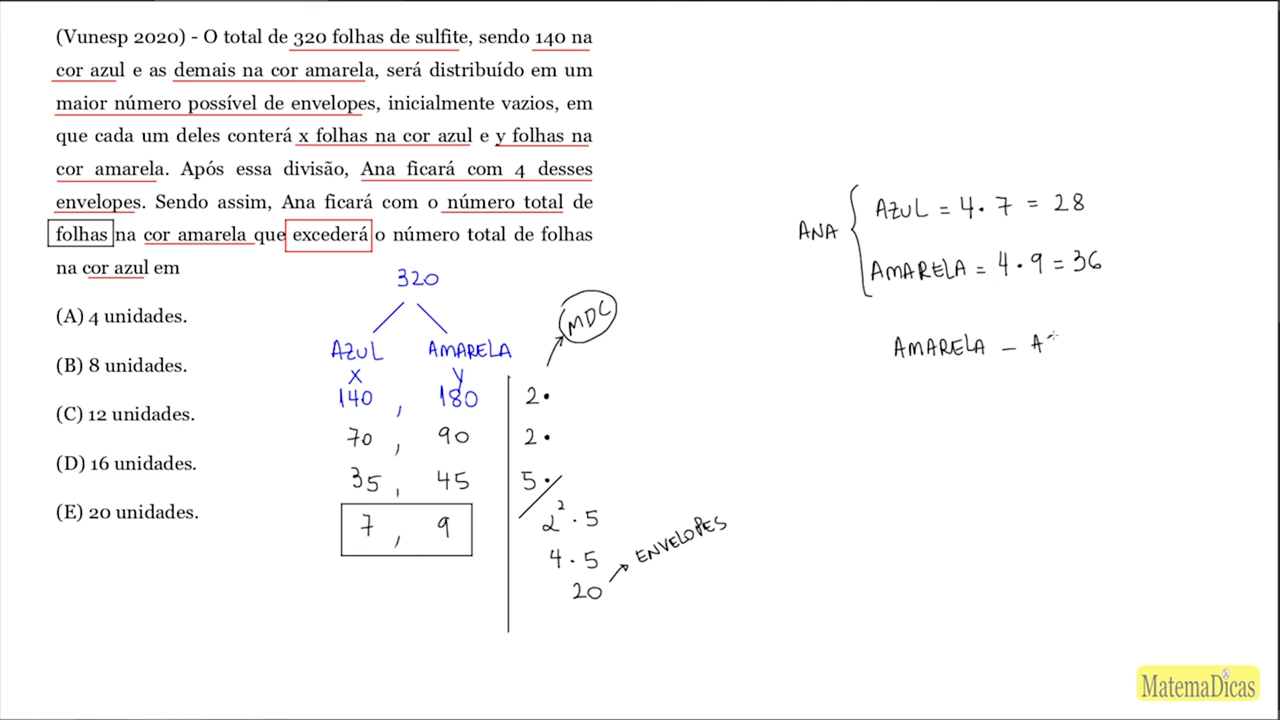 (Vunesp 2020) - O total de 320 folhas de sulfite, sendo 140 na
cor azul e as demais na cor amarela, será distribuído em um
maior número possível de envelopes, inicialmente vazios, em
que cada um deles conterá x folhas na cor azul e y folhas na
cor amarela. Após essa divisão, Ana ficará com 4 desses
envelopes. Sendo assim, Ana ficará com o número total de
folhas na cor amarela que excederá o número total de folhas
na cor azul em
(A) 4 unidades.
(B) 8 unidades.
(C) 12 unidades.
(D) 16 unidades.
(E) 20 unidades.
320
AZUL AMARELA
x y
140 , 180 2·
70 , 90 2·
35 , 45 5·
7 , 9
2² · 5
4 · 5
20
MDC
ENVELOPES
ANA
AZUL = 4 · 7 = 28
AMARELA = 4 · 9 = 36
AMARELA - A
MatemaDicas